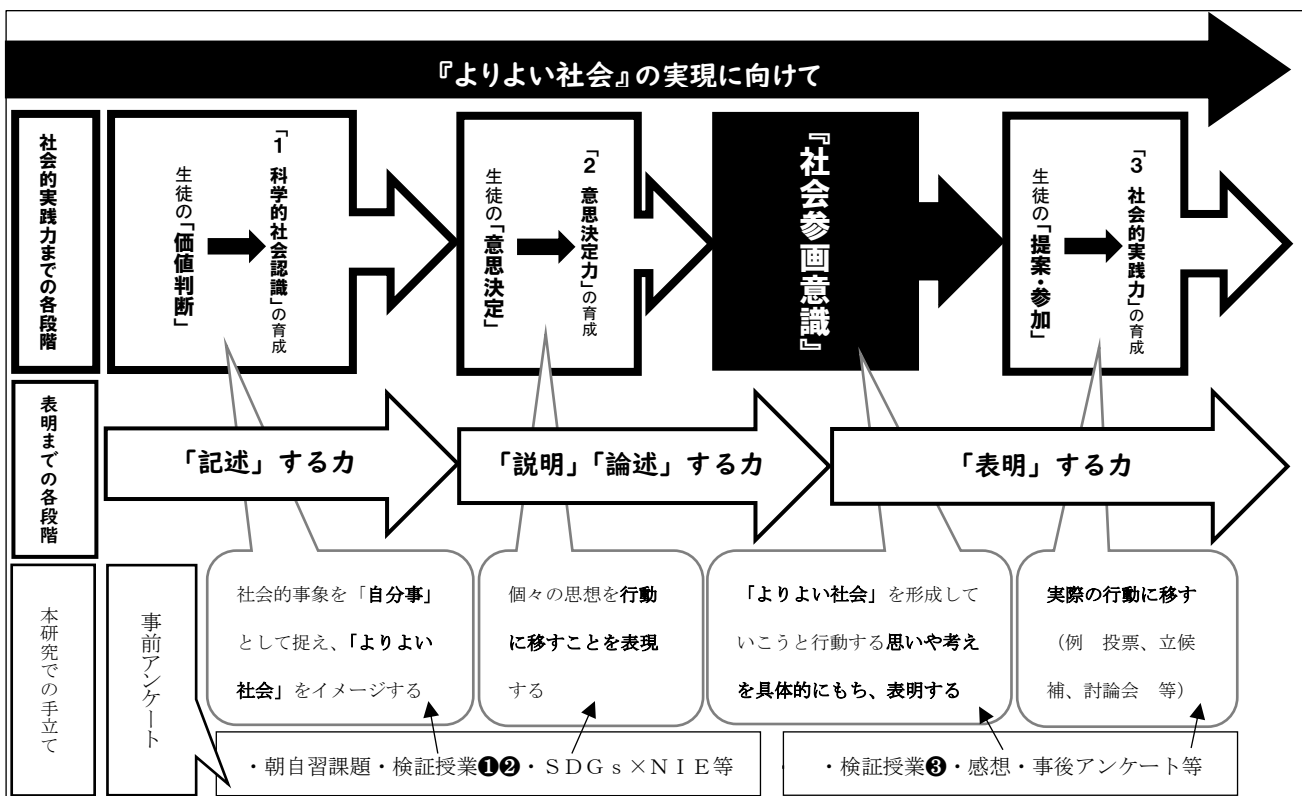 『よりよい社会』の実現に向けて
社会的実践力までの各段階
「1 科学的社会認識」の育成
生徒の「価値判断」
「2 意思決定力」の育成
生徒の「意思決定」
『社会参画意識』
「3 社会的実践力」の育成
生徒の「提案・参加」
表明までの各段階
「記述」する力
「説明」「論述」する力
「表明」する力
本研究での手立て
事前アンケート
社会的事象を「自分事」
として捉え、「よりよい
社会」をイメージする
個々の思想を行動
に移すことを表現
する
「よりよい社会」を形成して
いこうと行動する思いや考え
を具体的にもち、表明する
実際の行動に移す
（例　投票、立候
補、討論会　等）
・朝自習課題・検証授業❶❷・ＳＤＧｓ×ＮＩＥ等
・検証授業❸・感想・事後アンケート等